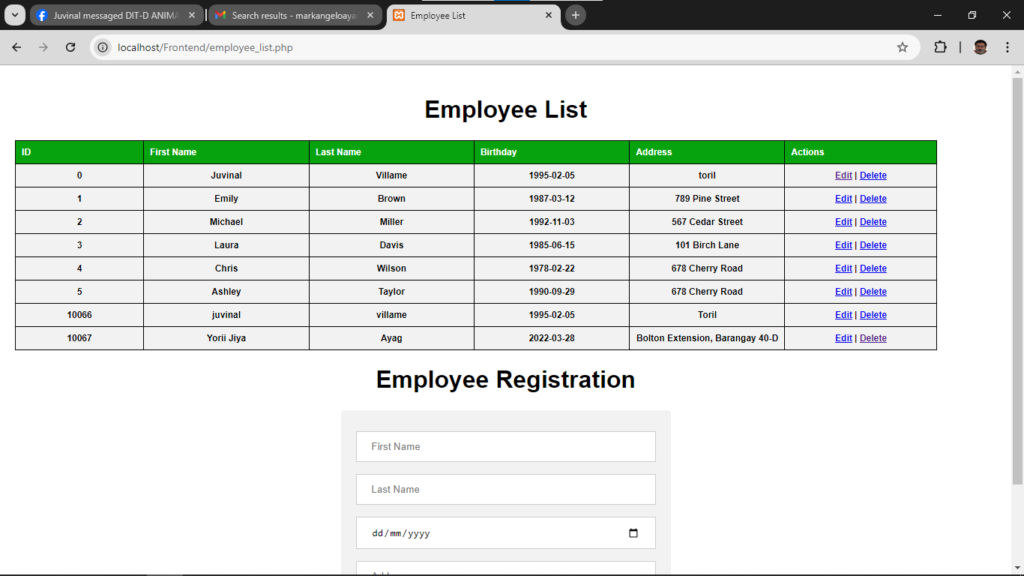 Juvinal messaged DIT-D ANIMA
Search results - markangeloaya
Employee List
localhost/Frontend/employee_list.php
Employee List
ID First Name Last Name Birthday Address Actions
0 Juvinal Villame 1995-02-05 toril Edit | Delete
1 Emily Brown 1987-03-12 789 Pine Street Edit | Delete
2 Michael Miller 1992-11-03 567 Cedar Street Edit | Delete
3 Laura Davis 1985-06-15 101 Birch Lane Edit | Delete
4 Chris Wilson 1978-02-22 678 Cherry Road Edit | Delete
5 Ashley Taylor 1990-09-29 678 Cherry Road Edit | Delete
10066 juvinal villame 1995-02-05 Toril Edit | Delete
10067 Yorii Jiya Ayag 2022-03-28 Bolton Extension, Barangay 40-D Edit | Delete
Employee Registration
First Name
Last Name
dd/mm/yyyy